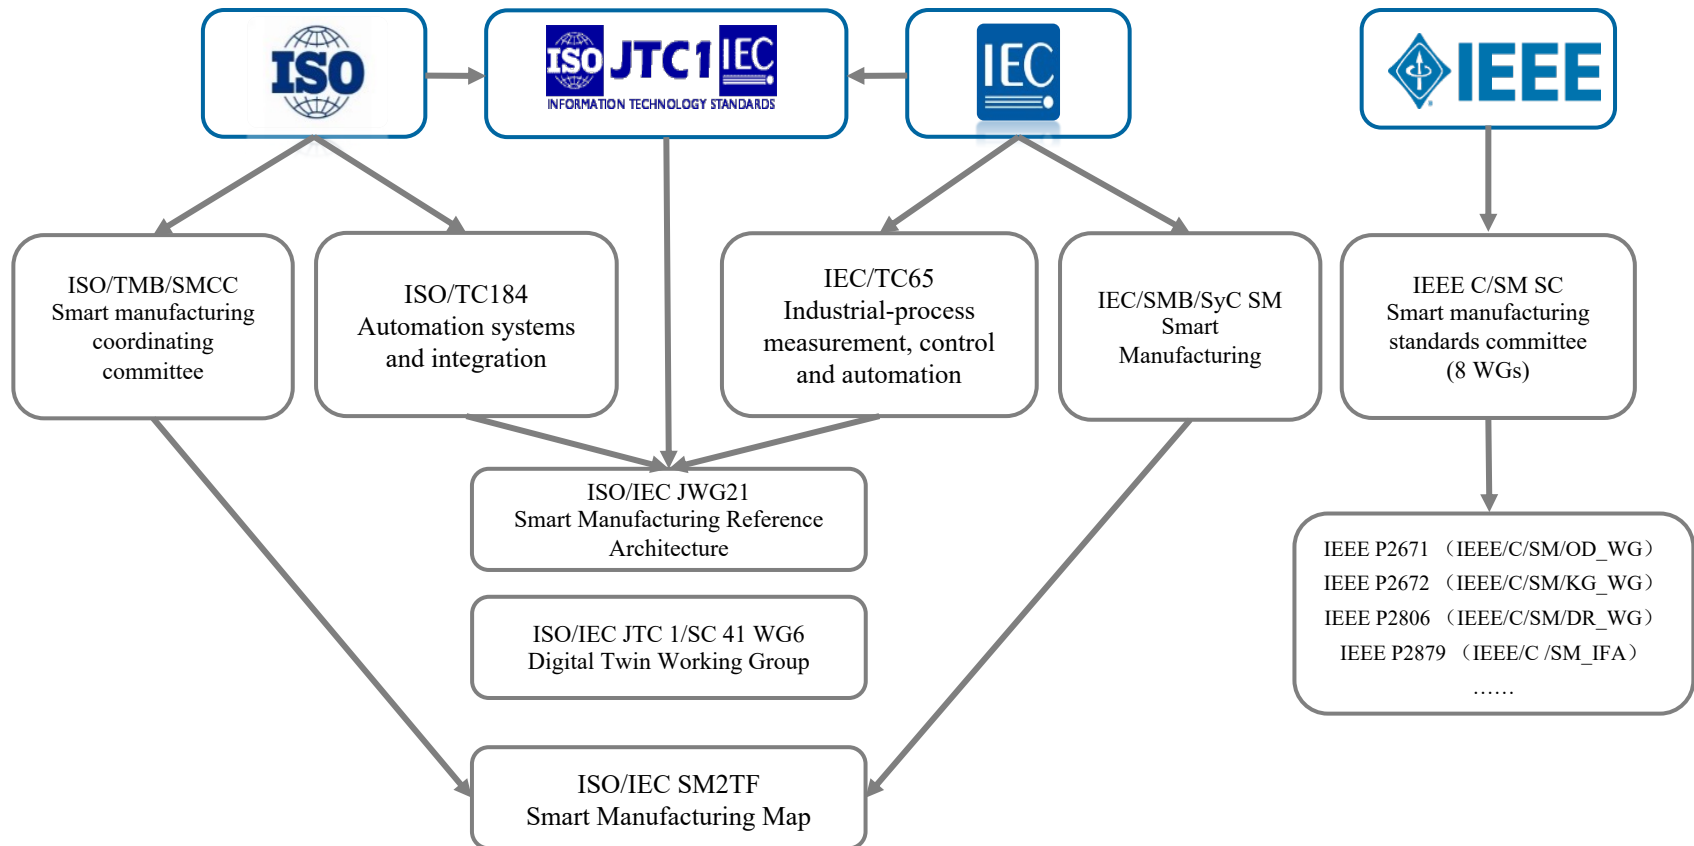 ISO
ISO JTC1 IEC
INFORMATION TECHNOLOGY STANDARDS
IEC
IEEE
ISO/TMB/SMCC
Smart manufacturing
coordinating
committee
ISO/TC184
Automation systems
and integration
IEC/TC65
Industrial-process
measurement, control
and automation
IEC/SMB/SyC SM
Smart
Manufacturing
IEEE C/SM SC
Smart manufacturing
standards committee
(8 WGs)
ISO/IEC JWG21
Smart Manufacturing Reference
Architecture
ISO/IEC JTC 1/SC 41 WG6
Digital Twin Working Group
ISO/IEC SM2TF
Smart Manufacturing Map
IEEE P2671 （IEEE/C/SM/OD_WG）
IEEE P2672 （IEEE/C/SM/KG_WG）
IEEE P2806 （IEEE/C/SM/DR_WG）
IEEE P2879 （IEEE/C /SM_IFA）
……